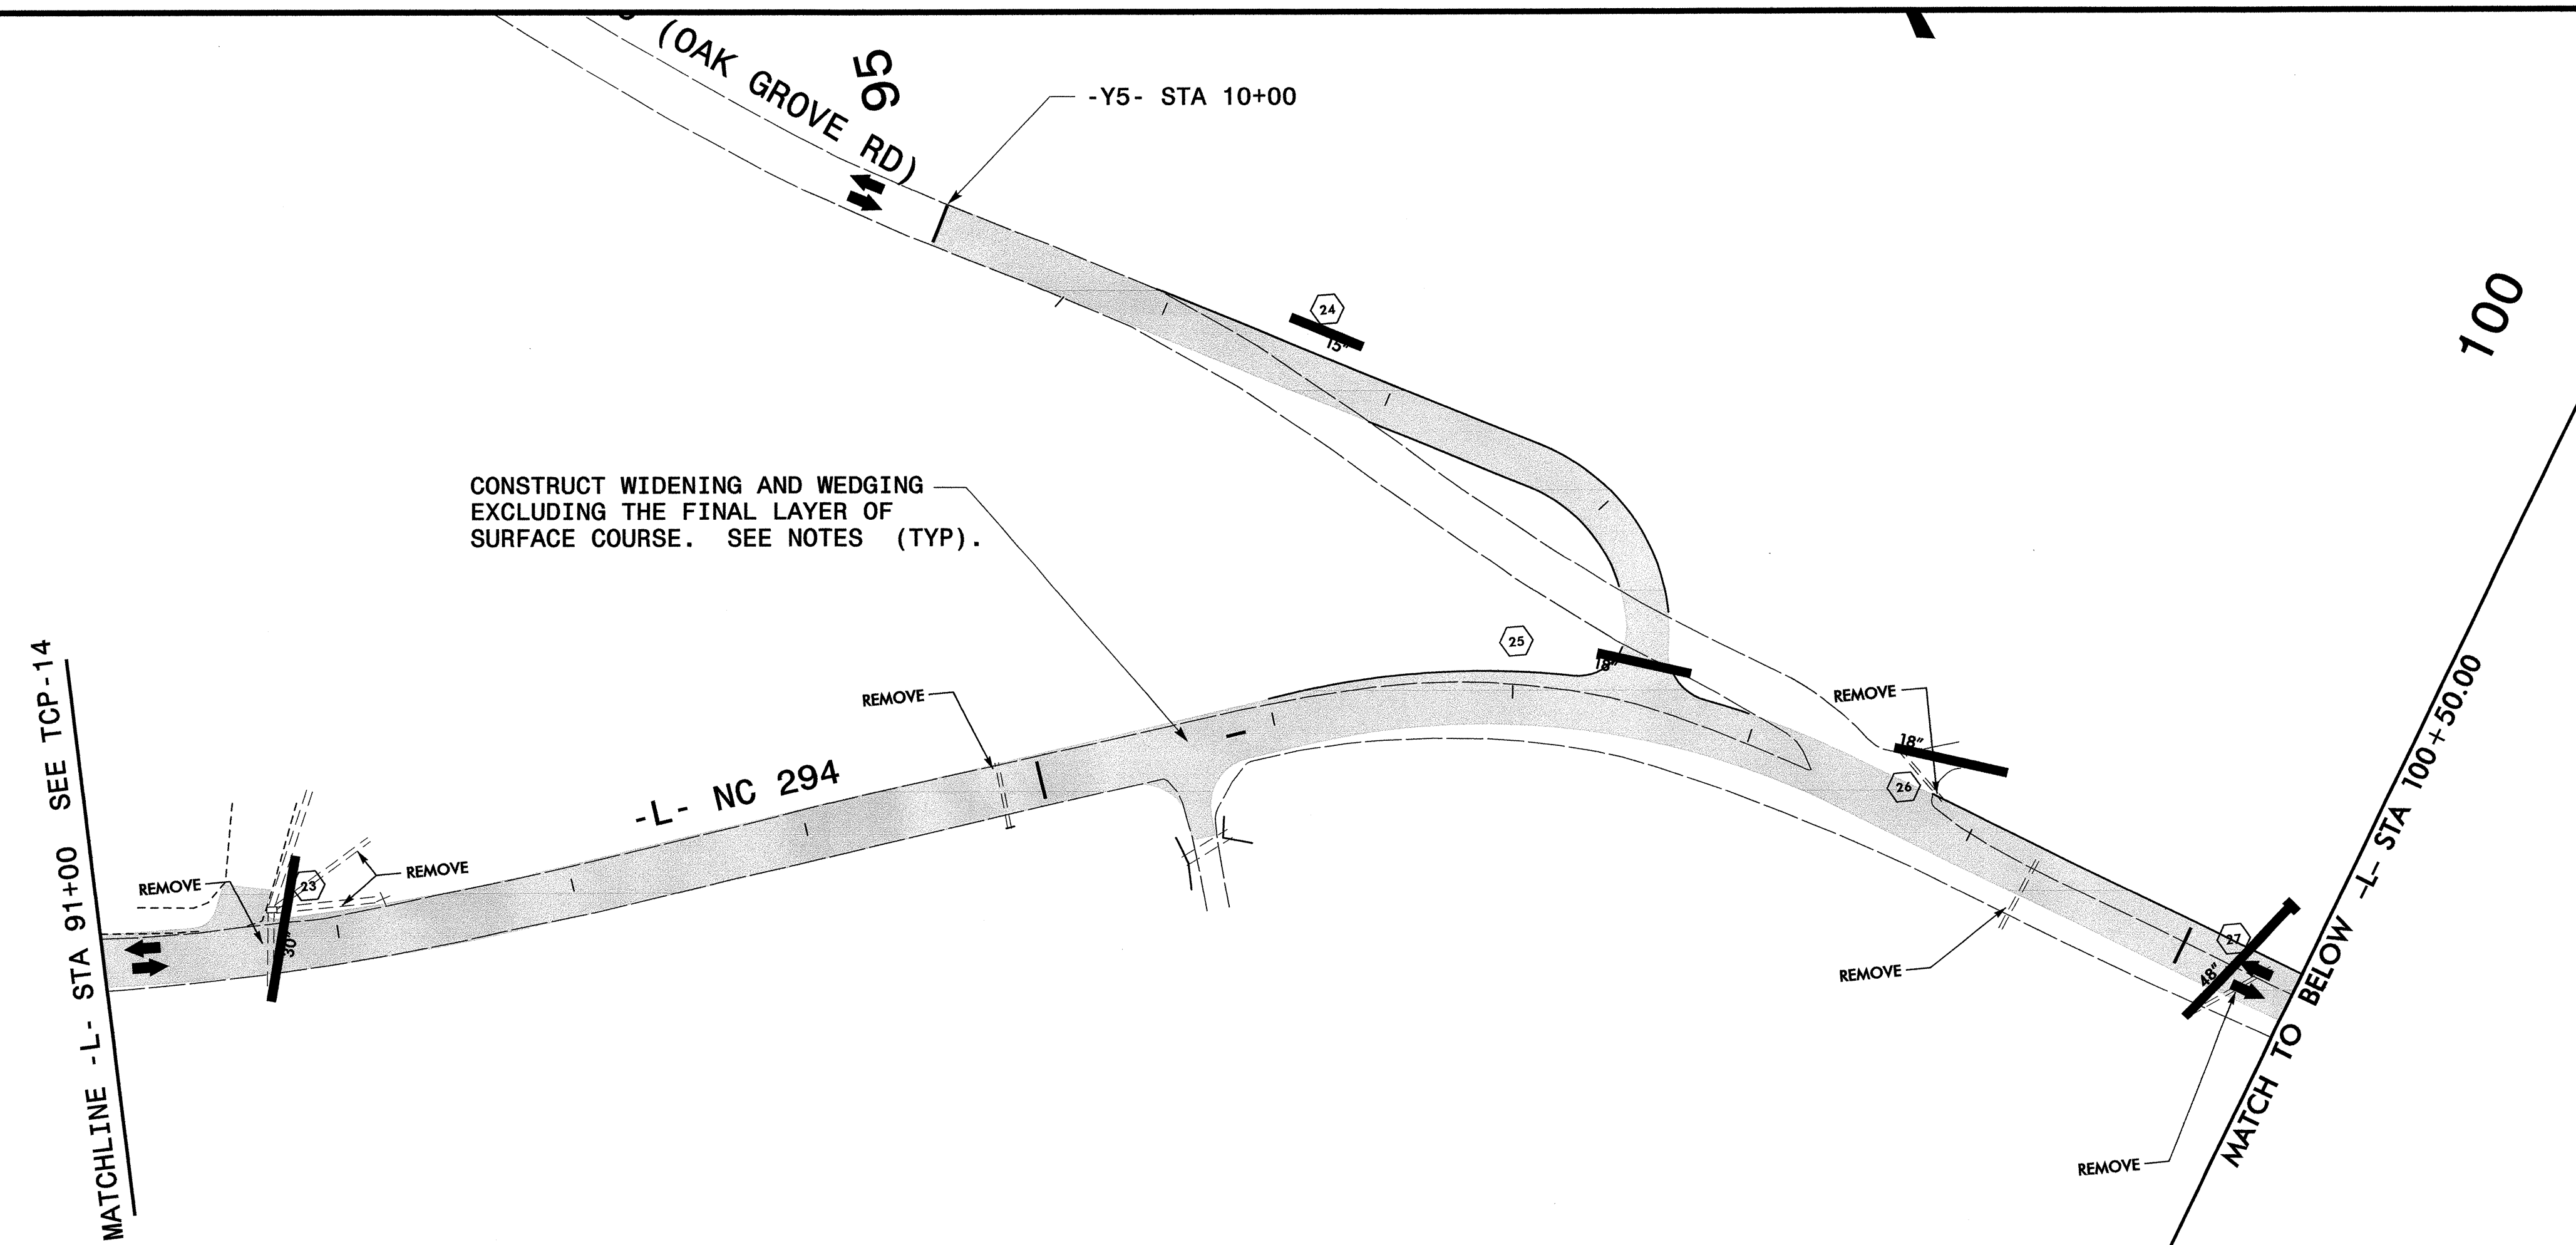 (OAK GROVE RD)
95
-Y5- STA 10+00
100
24
15"
CONSTRUCT WIDENING AND WEDGING
EXCLUDING THE FINAL LAYER OF
SURFACE COURSE.  SEE NOTES  (TYP).
25
18"
REMOVE
REMOVE
18"
26
-L- NC 294
REMOVE
REMOVE
23
30"
MATCHLINE -L- STA 91+00 SEE TCP-14
REMOVE
27
48"
REMOVE
MATCH TO BELOW -L- STA 100+50.00